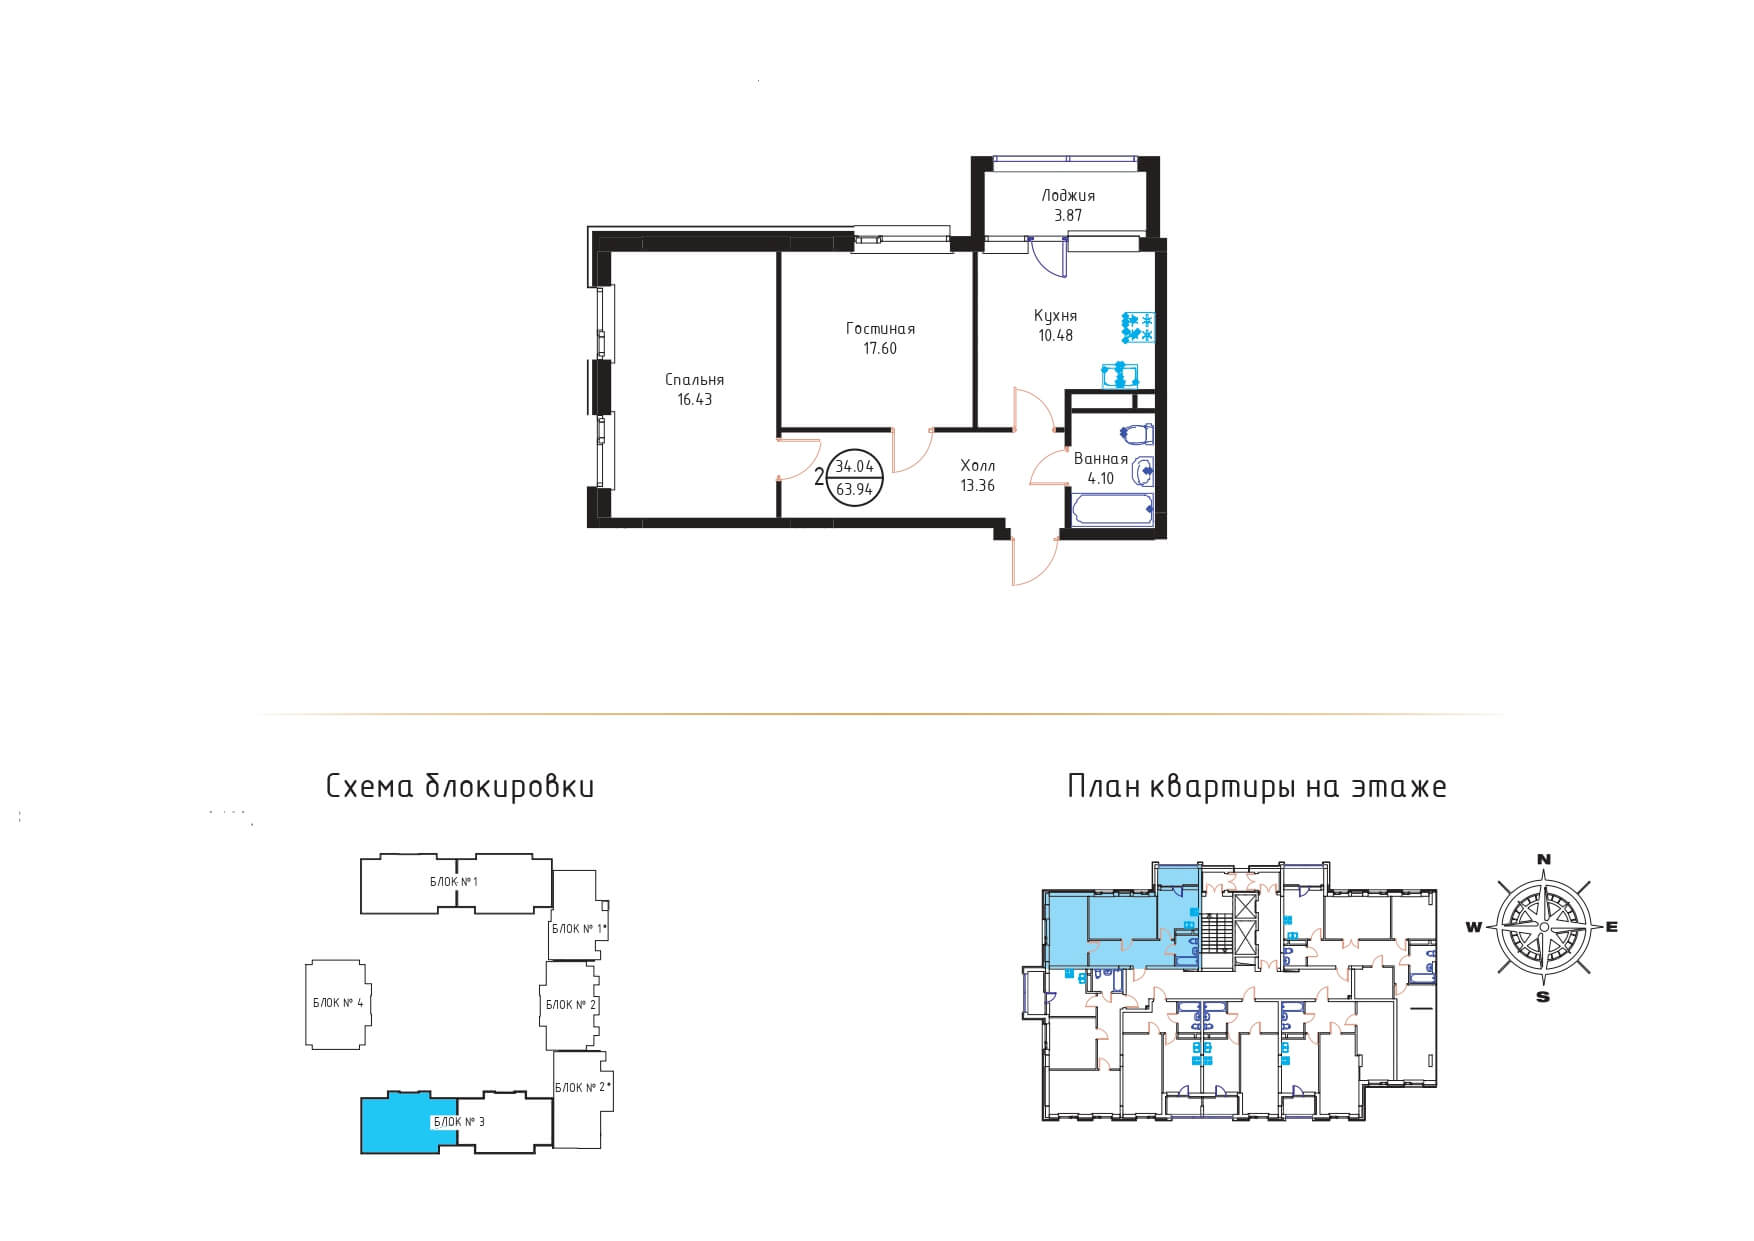 Лоджия
3.87
Кухня
10.48
Гостиная
17.60
Спальня
16.43
Ванная
4.10
Холл
13.36
2
34.04
63.94
Схема блокировки
План квартиры на этаже
БЛОК №1
БЛОК № 1*
БЛОК № 4
БЛОК № 2
БЛОК № 2*
БЛОК № 3
N
W
E
S